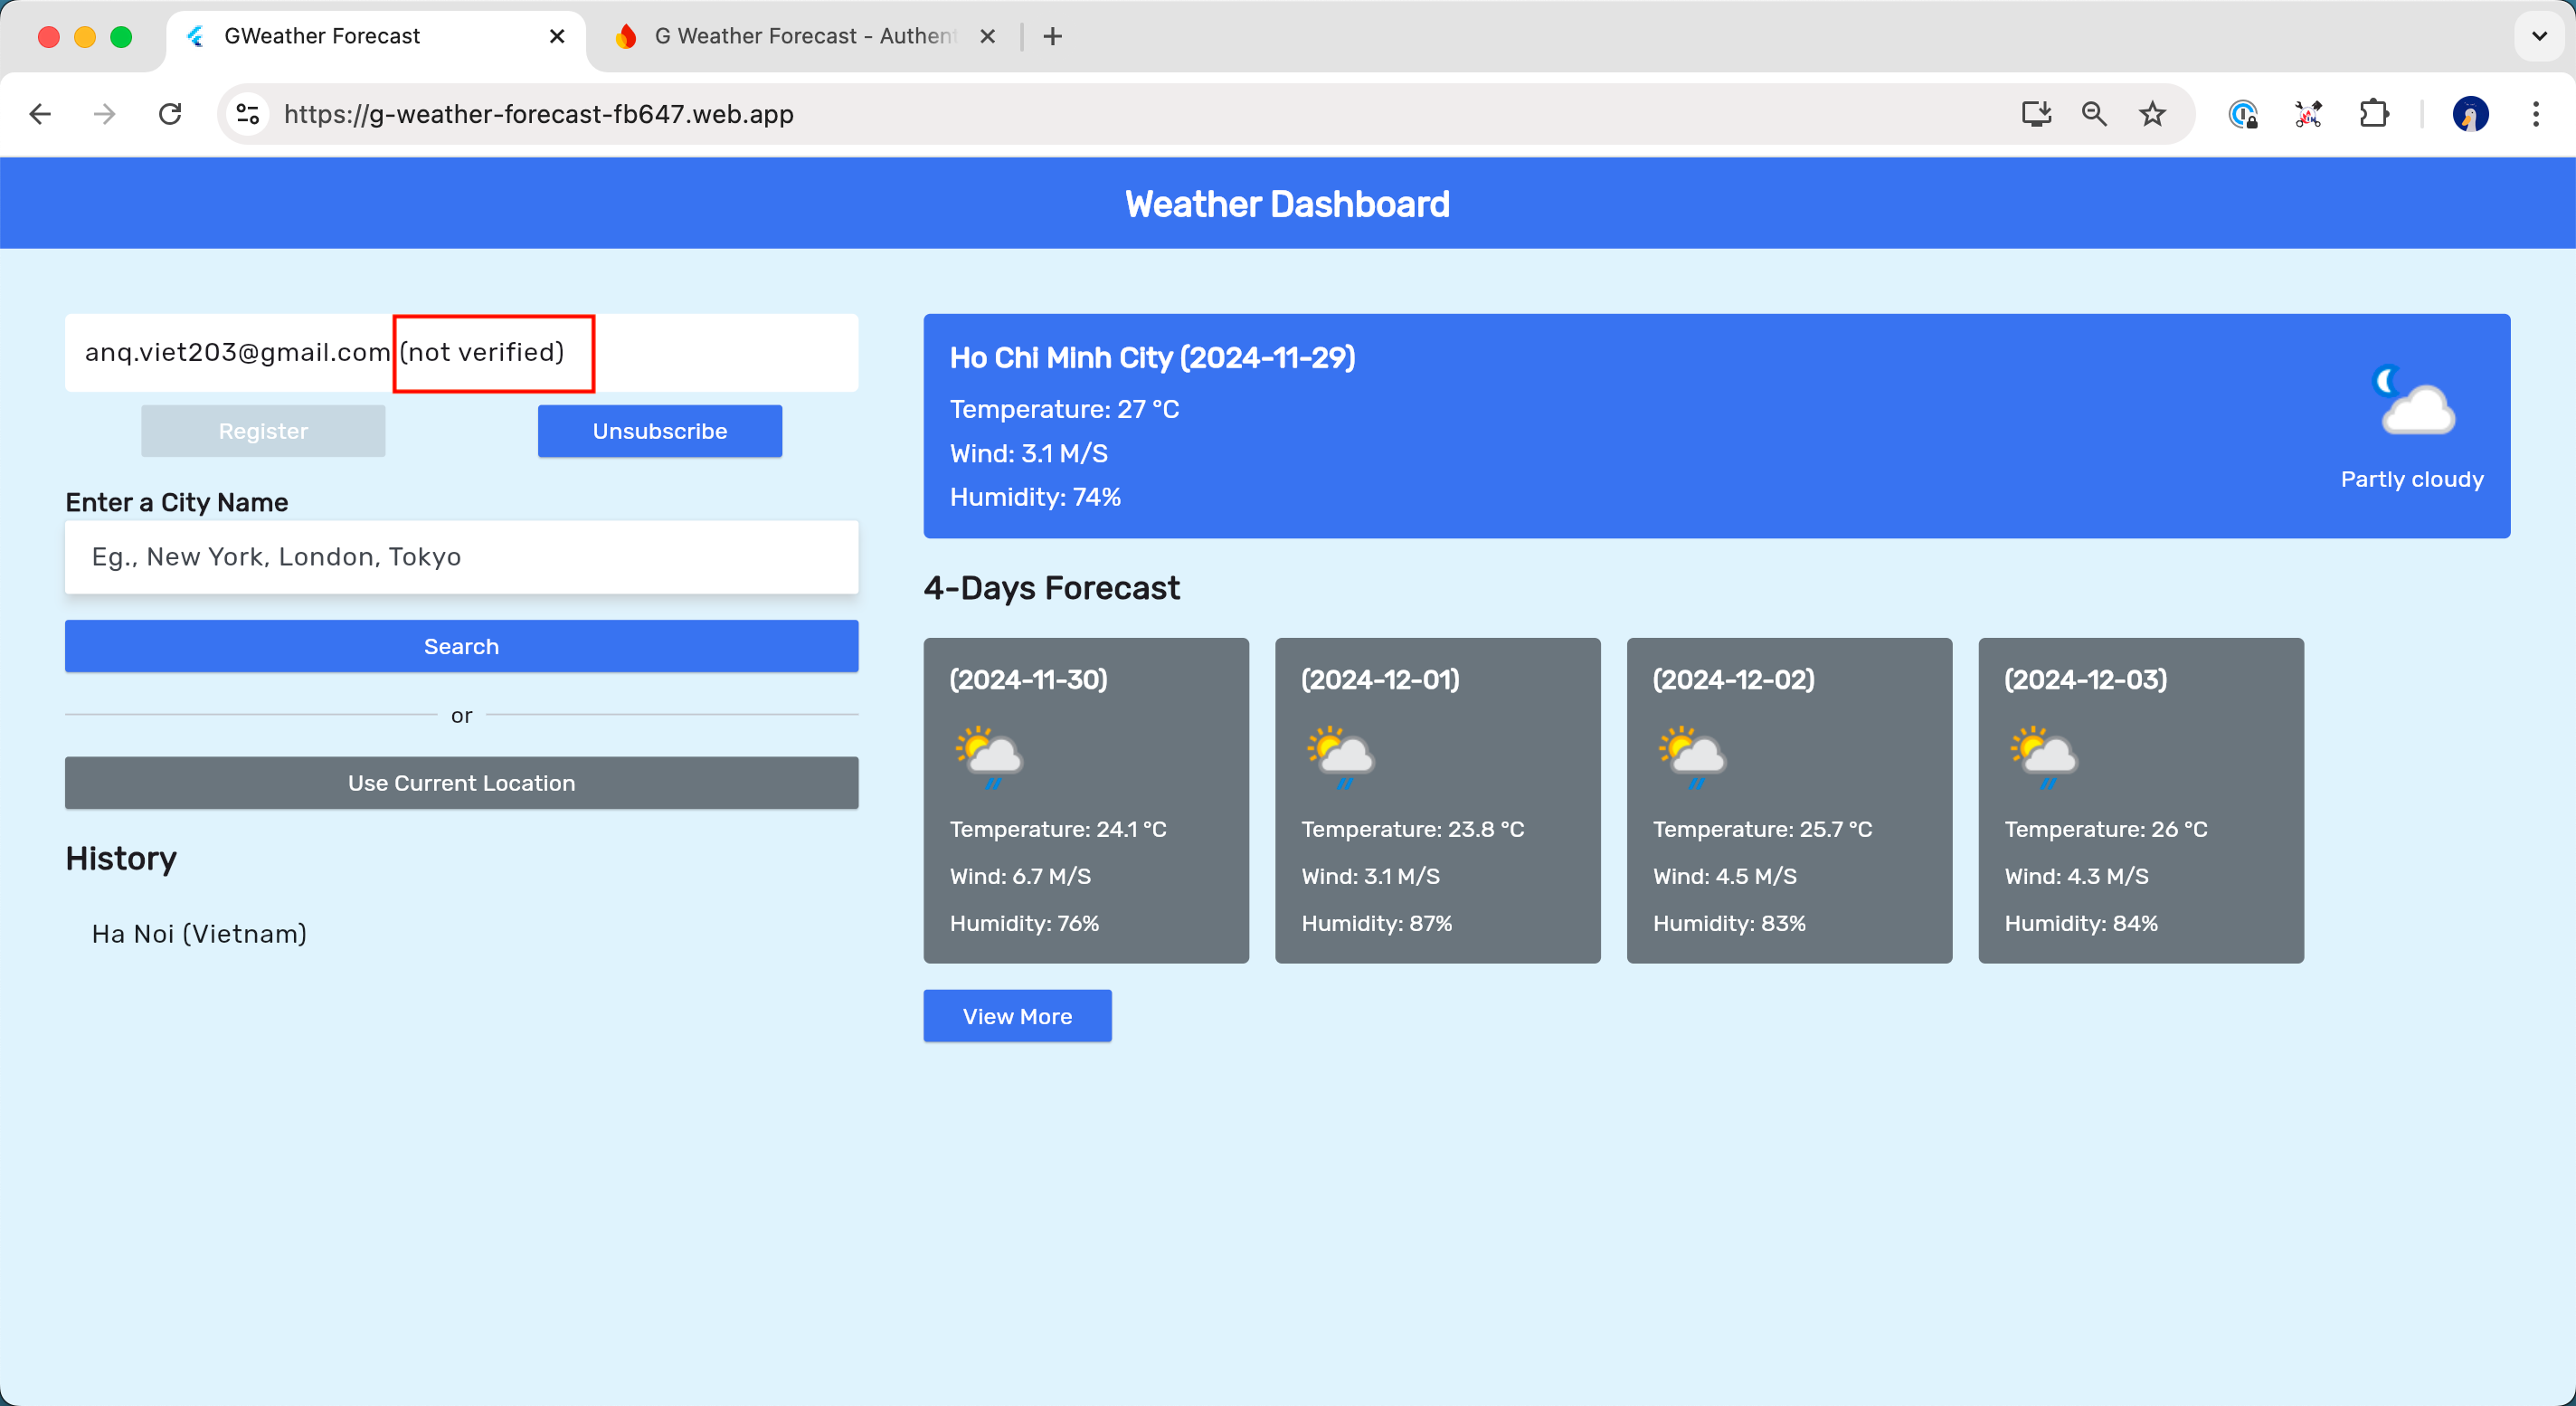 GWeather Forecast
G Weather Forecast - Authent
https://g-weather-forecast-fb647.web.app
Weather Dashboard
anq.viet203@gmail.com (not verified)
Register
Unsubscribe
Enter a City Name
Eg., New York, London, Tokyo
Search
or
Use Current Location
History
Ha Noi (Vietnam)
Ho Chi Minh City (2024-11-29)
Temperature: 27 °C
Wind: 3.1 M/S
Humidity: 74%
Partly cloudy
4-Days Forecast
(2024-11-30)
Temperature: 24.1 °C
Wind: 6.7 M/S
Humidity: 76%
(2024-12-01)
Temperature: 23.8 °C
Wind: 3.1 M/S
Humidity: 87%
(2024-12-02)
Temperature: 25.7 °C
Wind: 4.5 M/S
Humidity: 83%
(2024-12-03)
Temperature: 26 °C
Wind: 4.3 M/S
Humidity: 84%
View More